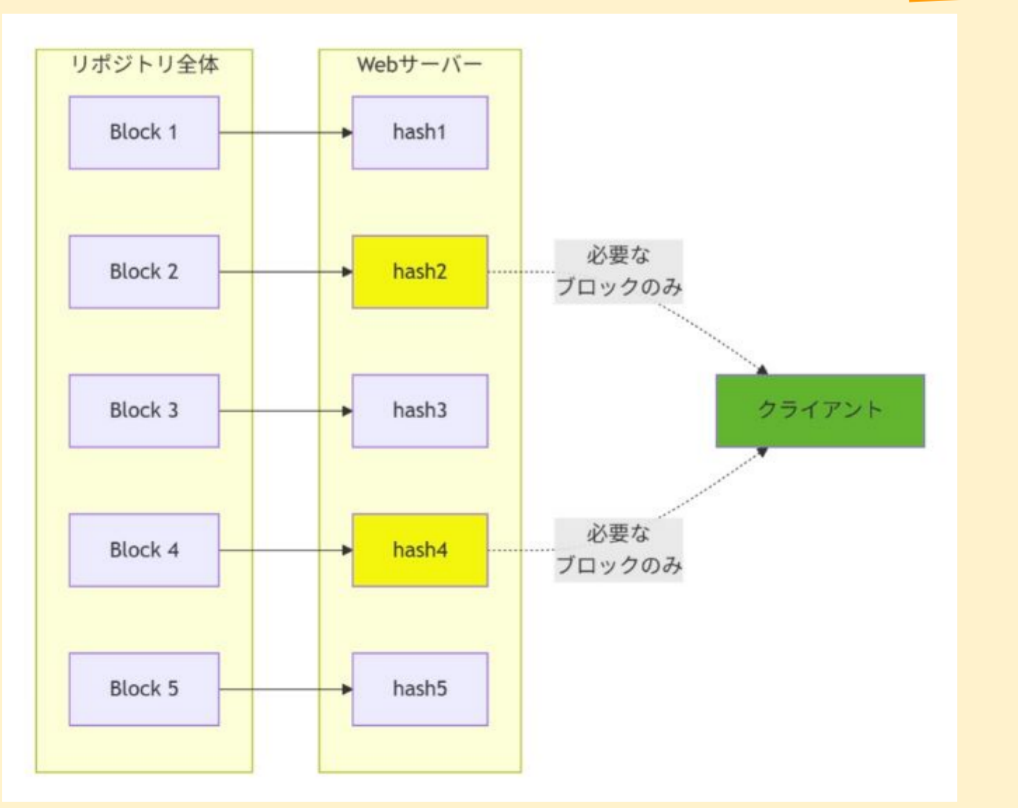 リポジトリ全体
Webサーバー
Block 1
hash1
Block 2
hash2
必要な
ブロックのみ
Block 3
hash3
クライアント
Block 4
hash4
必要な
ブロックのみ
Block 5
hash5